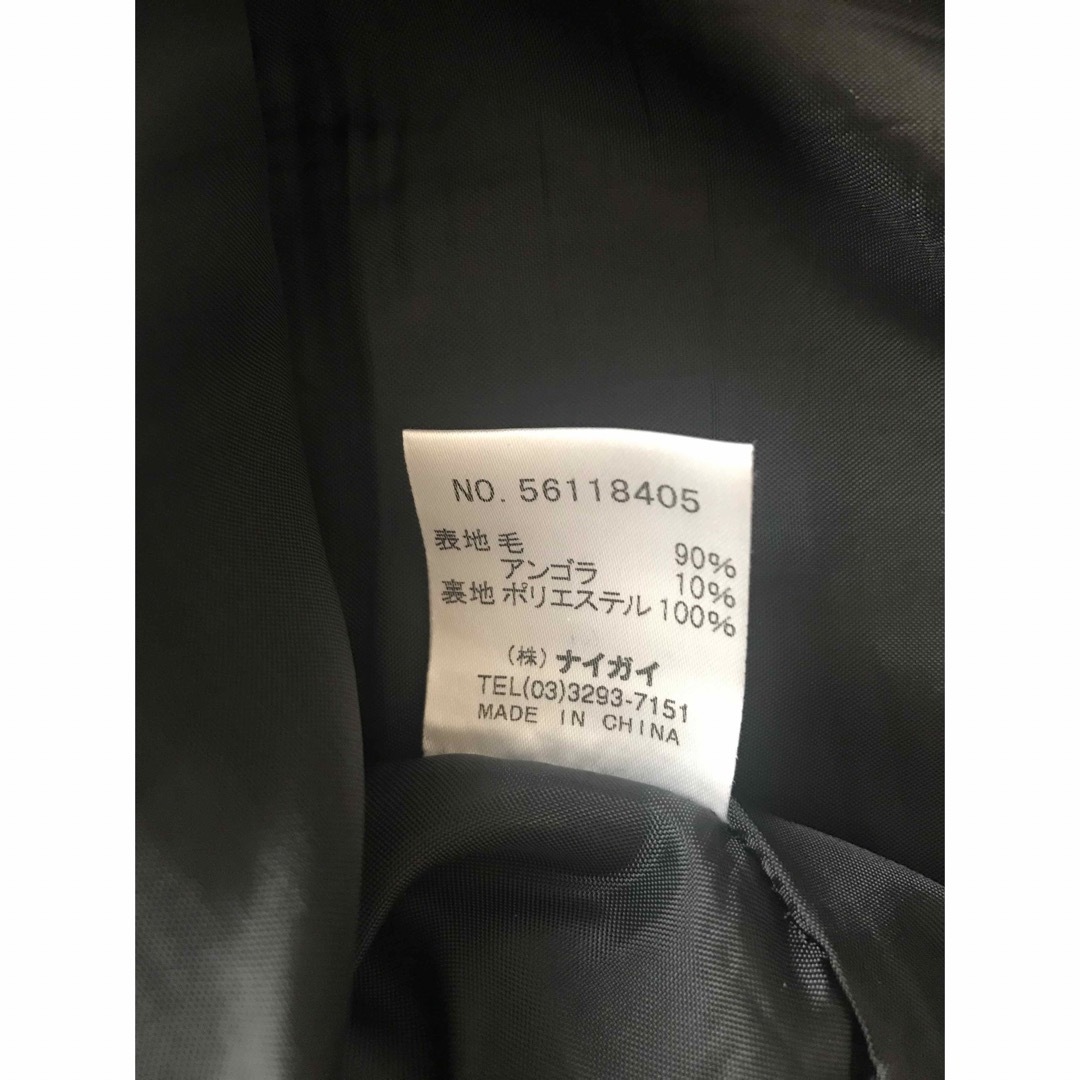 NO. 56118405
表地 毛 90%
アンゴラ 10%
裏地 ポリエステル 100%
(株) ナイガイ
TEL(03)3293-7151
MADE IN CHINA